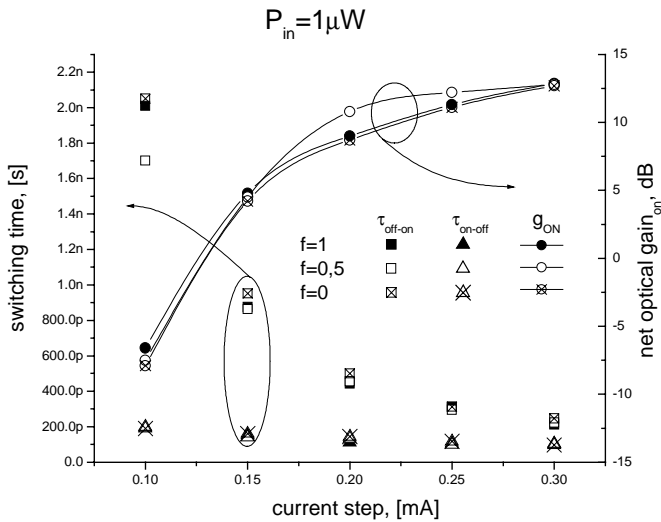 P_in=1μW
2.2n
2.0n
1.8n
1.6n
1.4n
1.2n
1.0n
800.0p
600.0p
400.0p
200.0p
0.0
switching time, [s]
15
10
5
0
-5
-10
-15
net optical gain_on, dB
τ_off-on τ_on-off g_ON
f=1
f=0,5
f=0
0.10 0.15 0.20 0.25 0.30
current step, [mA]